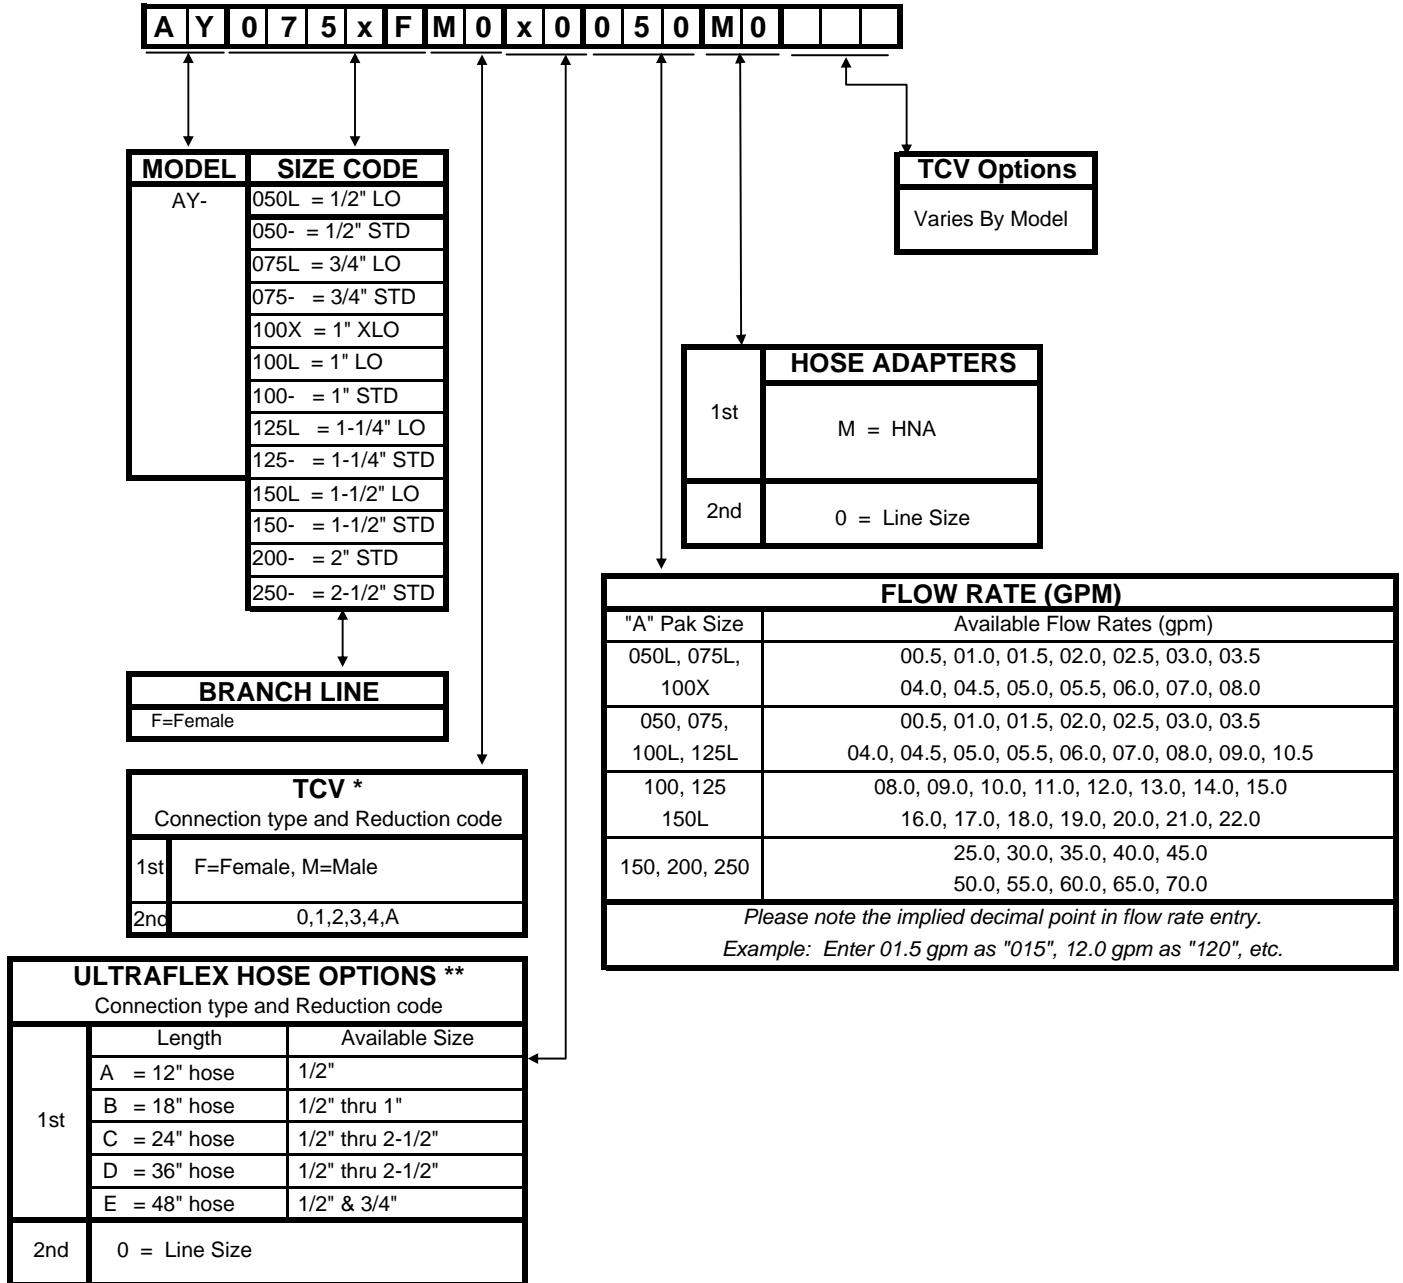 A Y 0 7 5 x F M 0 x 0 0 5 0 M 0
MODEL SIZE CODE
AY- 050L = 1/2" LO
050- = 1/2" STD
075L = 3/4" LO
075- = 3/4" STD
100X = 1" XLO
100L = 1" LO
100- = 1" STD
125L = 1-1/4" LO
125- = 1-1/4" STD
150L = 1-1/2" LO
150- = 1-1/2" STD
200- = 2" STD
250- = 2-1/2" STD
TCV Options
Varies By Model
HOSE ADAPTERS
1st M = HNA
2nd 0 = Line Size
BRANCH LINE
F=Female
FLOW RATE (GPM)
"A" Pak Size Available Flow Rates (gpm)
050L, 075L, 00.5, 01.0, 01.5, 02.0, 02.5, 03.0, 03.5
100X 04.0, 04.5, 05.0, 05.5, 06.0, 07.0, 08.0
050, 075, 00.5, 01.0, 01.5, 02.0, 02.5, 03.0, 03.5
100L, 125L 04.0, 04.5, 05.0, 05.5, 06.0, 07.0, 08.0, 09.0, 10.5
100, 125 08.0, 09.0, 10.0, 11.0, 12.0, 13.0, 14.0, 15.0
150L 16.0, 17.0, 18.0, 19.0, 20.0, 21.0, 22.0
150, 200, 250 25.0, 30.0, 35.0, 40.0, 45.0
50.0, 55.0, 60.0, 65.0, 70.0
Please note the implied decimal point in flow rate entry.
Example: Enter 01.5 gpm as "015", 12.0 gpm as "120", etc.
TCV *
Connection type and Reduction code
1st F=Female, M=Male
2nd 0,1,2,3,4,A
ULTRAFLEX HOSE OPTIONS **
Connection type and Reduction code
Length Available Size
1st
A = 12" hose 1/2"
B = 18" hose 1/2" thru 1"
C = 24" hose 1/2" thru 2-1/2"
D = 36" hose 1/2" thru 2-1/2"
E = 48" hose 1/2" & 3/4"
2nd 0 = Line Size